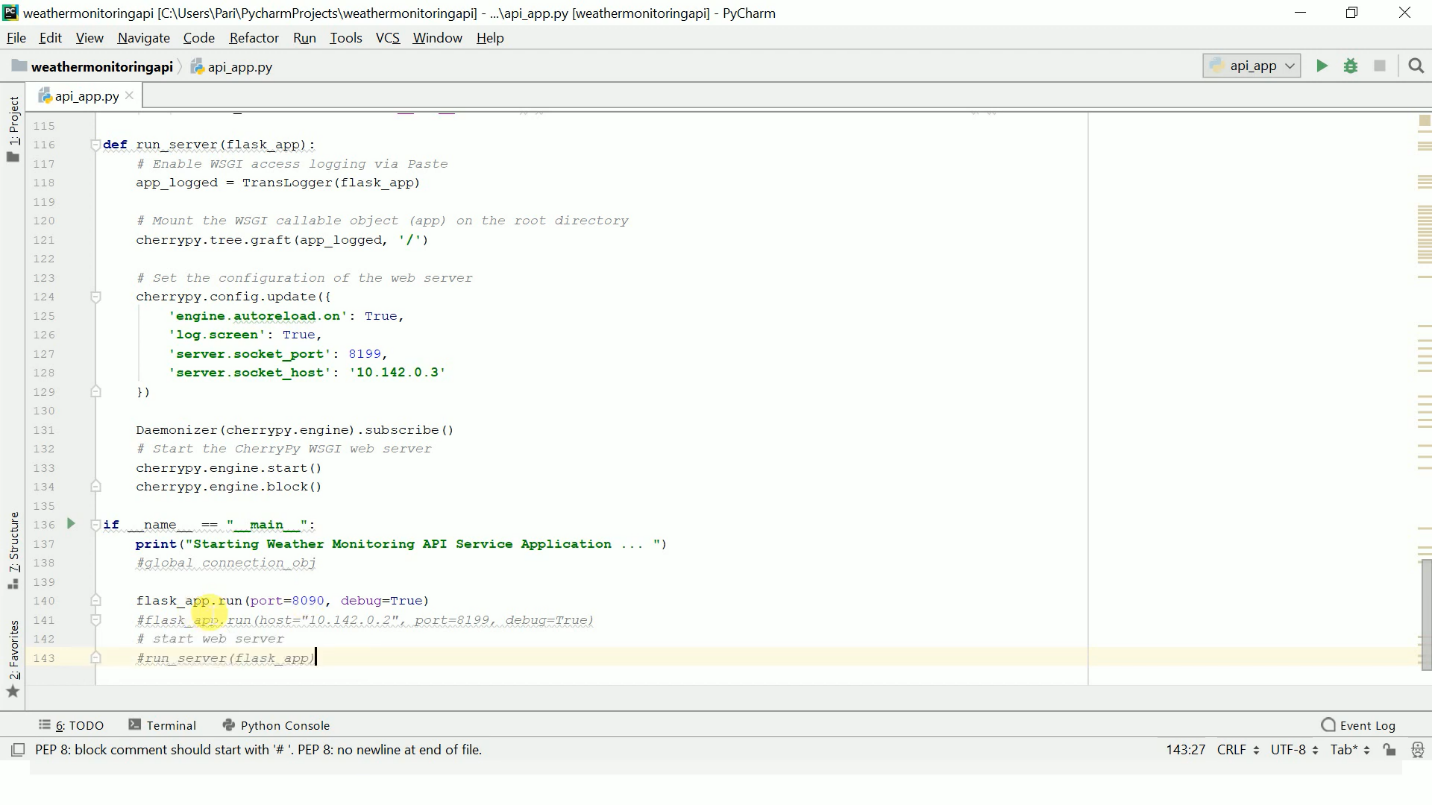 weathermonitoringapi [C:\Users\Pari\PycharmProjects\weathermonitoringapi] - ...\api_app.py [weathermonitoringapi] - PyCharm
File Edit View Navigate Code Refactor Run Tools VCS Window Help
weathermonitoringapi api_app.py api_app
api_app.py
1: Project
Z: Structure
2: Favorites
115
116 def run_server(flask_app):
117 # Enable WSGI access logging via Paste
118 app_logged = TransLogger(flask_app)
119
120 # Mount the WSGI callable object (app) on the root directory
121 cherrypy.tree.graft(app_logged, '/')
122
123 # Set the configuration of the web server
124 cherrypy.config.update({
125 'engine.autoreload.on': True,
126 'log.screen': True,
127 'server.socket_port': 8199,
128 'server.socket_host': '10.142.0.3'
129 })
130
131 Daemonizer(cherrypy.engine).subscribe()
132 # Start the CherryPy WSGI web server
133 cherrypy.engine.start()
134 cherrypy.engine.block()
135
136 if __name__ == "__main__":
137 print("Starting Weather Monitoring API Service Application ... ")
138 #global connection_obj
139
140 flask_app.run(port=8090, debug=True)
141 #flask_app.run(host="10.142.0.2", port=8199, debug=True)
142 # start web server
143 #run_server(flask_app)
6: TODO Terminal Python Console Event Log
PEP 8: block comment should start with '# '. PEP 8: no newline at end of file. 143:27 CRLF UTF-8 Tab*